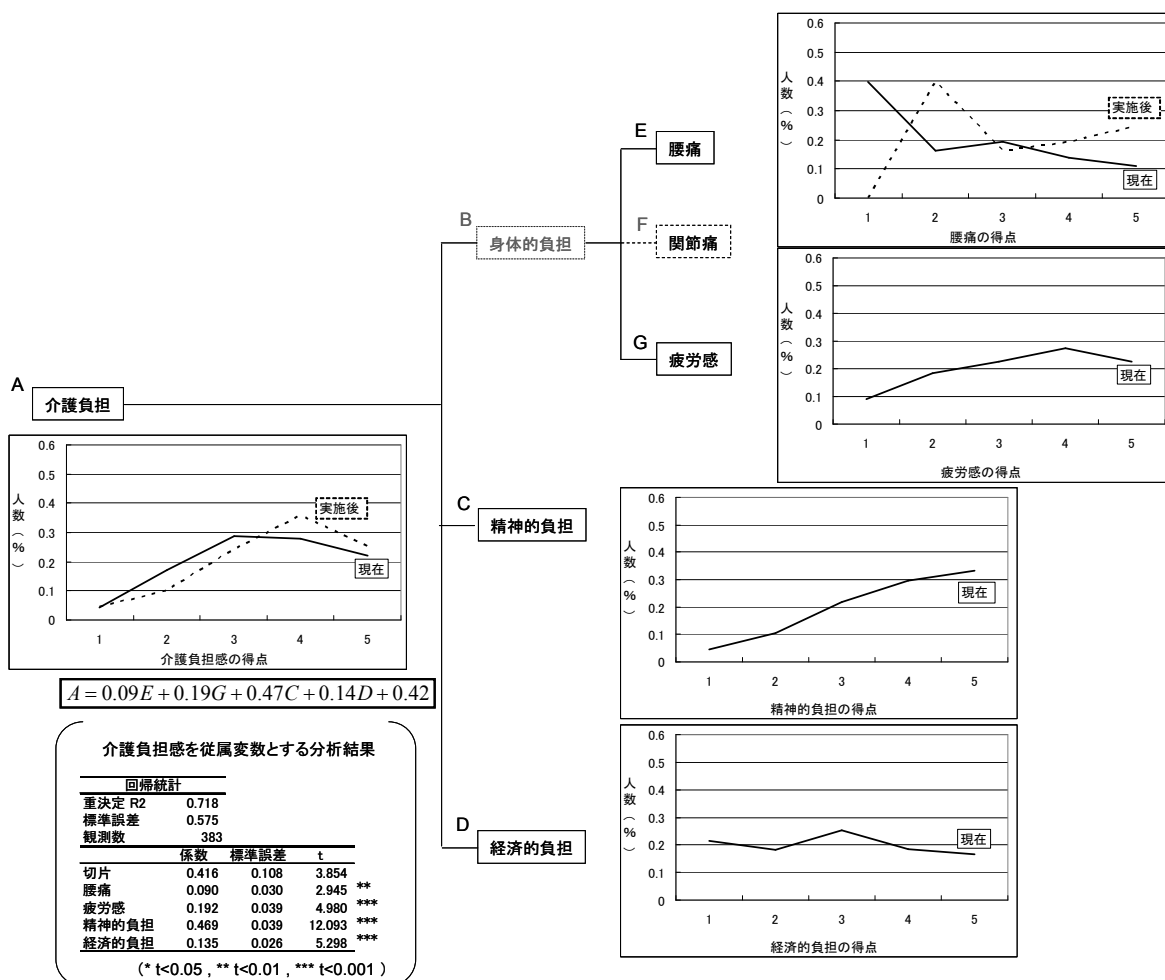 A
介護負担
0.6
0.5
0.4
0.3
0.2
0.1
0
人数(%)
1 2 3 4 5
介護負担感の得点
実施後
現在
A = 0.09E + 0.19G + 0.47C + 0.14D + 0.42
介護負担感を従属変数とする分析結果
回帰統計
重決定 R2 0.718
標準誤差 0.575
観測数 383
係数 標準誤差 t
切片 0.416 0.108 3.854
腰痛 0.090 0.030 2.945 **
疲労感 0.192 0.039 4.980 ***
精神的負担 0.469 0.039 12.093 ***
経済的負担 0.135 0.026 5.298 ***
(* t<0.05 , ** t<0.01 , *** t<0.001 )
B
身体的負担
E
腰痛
F
関節痛
G
疲労感
C
精神的負担
D
経済的負担
0.6
0.5
0.4
0.3
0.2
0.1
0
人数(%)
1 2 3 4 5
腰痛の得点
実施後
現在
0.6
0.5
0.4
0.3
0.2
0.1
0
人数(%)
1 2 3 4 5
疲労感の得点
現在
0.6
0.5
0.4
0.3
0.2
0.1
0
人数(%)
1 2 3 4 5
精神的負担の得点
現在
0.6
0.5
0.4
0.3
0.2
0.1
0
人数(%)
1 2 3 4 5
経済的負担の得点
現在